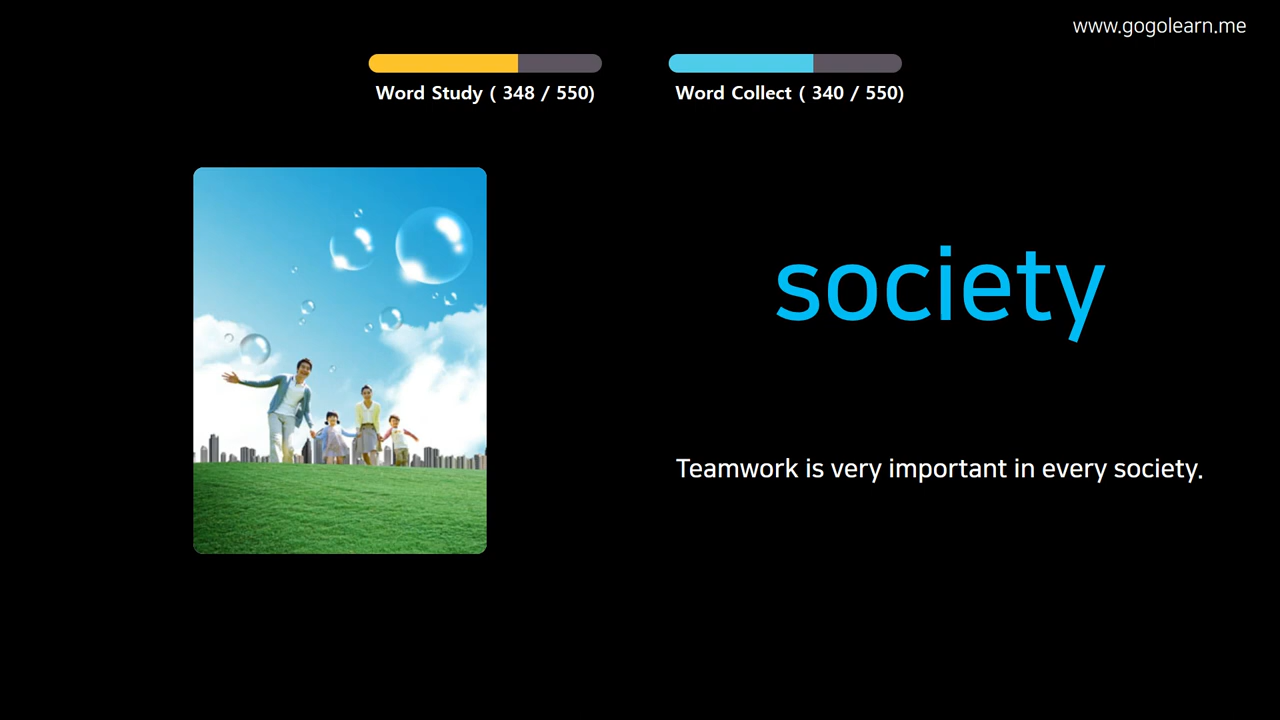 www.gogolearn.me
Word Study ( 348 / 550)
Word Collect ( 340 / 550)
society
Teamwork is very important in every society.